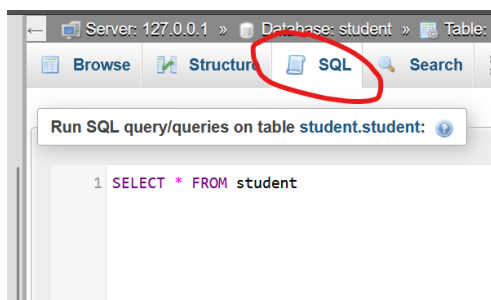 ← Server: 127.0.0.1 » Database: student » Table:
Browse Structure SQL Search
Run SQL query/queries on table student.student:
1 SELECT * FROM student